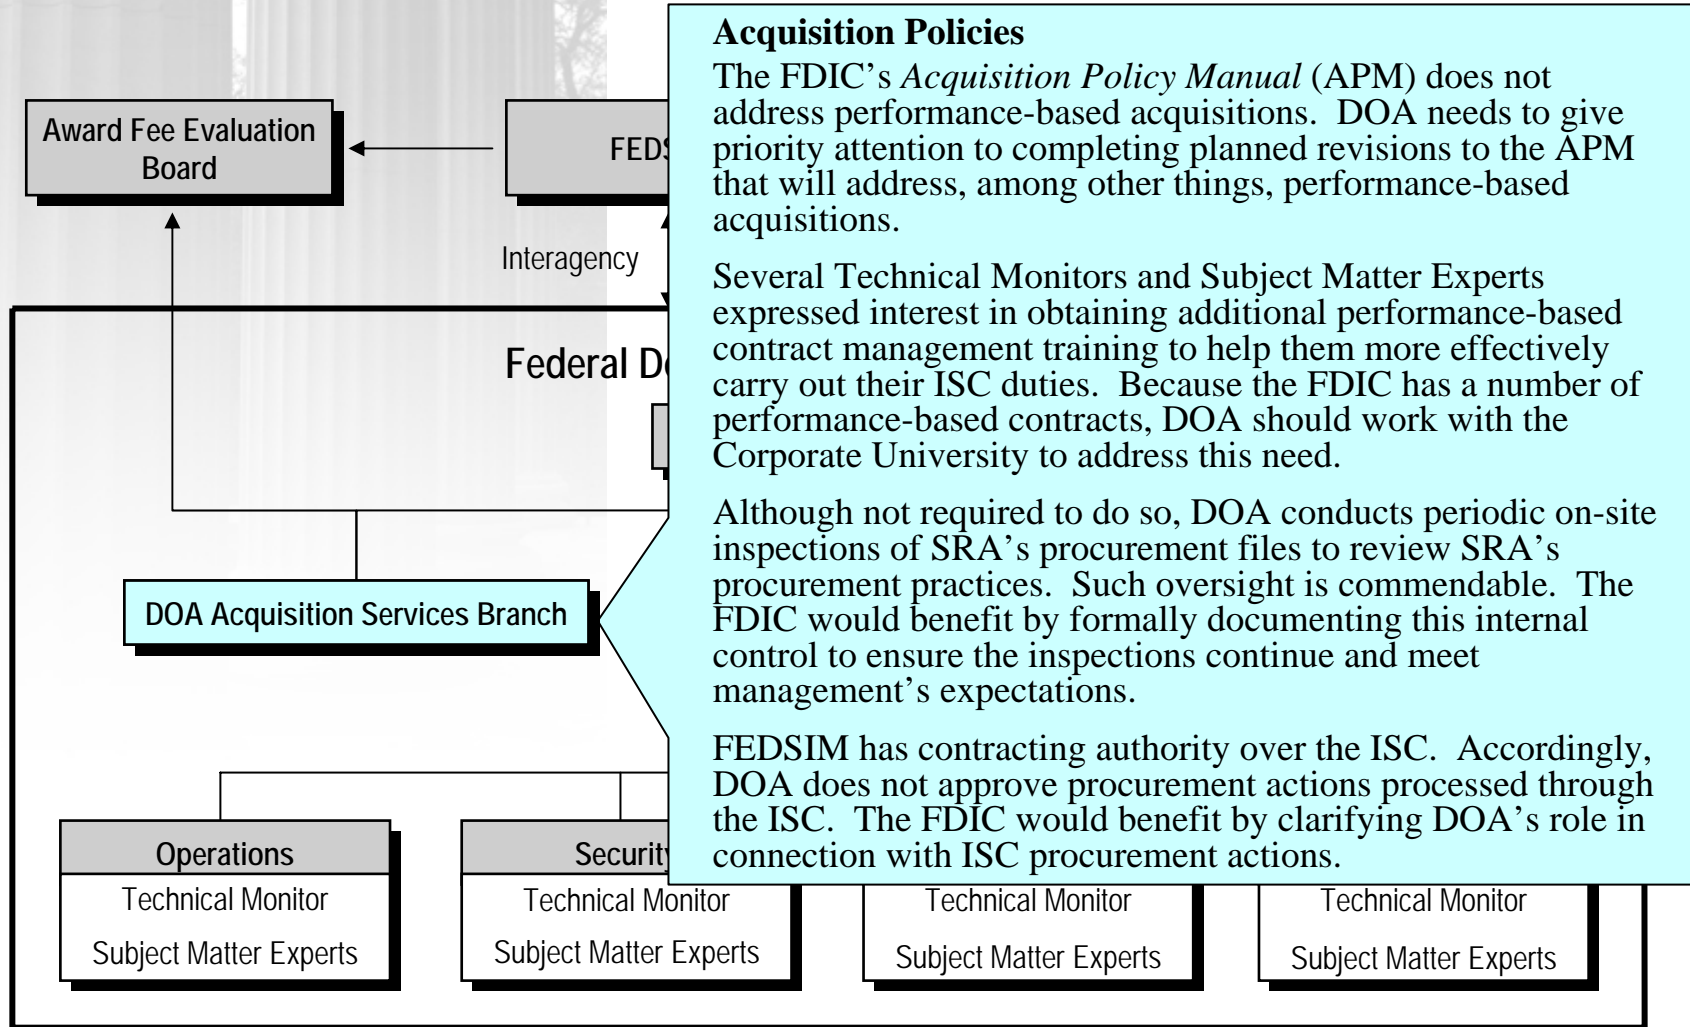 Acquisition Policies
The FDIC’s Acquisition Policy Manual (APM) does not
address performance-based acquisitions.  DOA needs to give
priority attention to completing planned revisions to the APM
that will address, among other things, performance-based
acquisitions.
Several Technical Monitors and Subject Matter Experts
expressed interest in obtaining additional performance-based
contract management training to help them more effectively
carry out their ISC duties.  Because the FDIC has a number of
performance-based contracts, DOA should work with the
Corporate University to address this need.
Although not required to do so, DOA conducts periodic on-site
inspections of SRA’s procurement files to review SRA’s
procurement practices.  Such oversight is commendable.  The
FDIC would benefit by formally documenting this internal
control to ensure the inspections continue and meet
management’s expectations.
FEDSIM has contracting authority over the ISC.  Accordingly,
DOA does not approve procurement actions processed through
the ISC.  The FDIC would benefit by clarifying DOA’s role in
connection with ISC procurement actions.
Award Fee Evaluation
Board
Interagency
Federal
DOA Acquisition Services Branch
Operations
Technical Monitor
Subject Matter Experts
Security
Technical Monitor
Subject Matter Experts
Technical Monitor
Subject Matter Experts
Technical Monitor
Subject Matter Experts